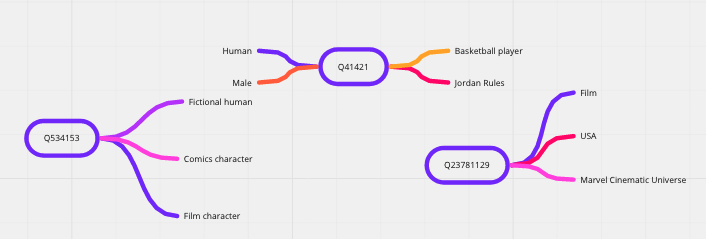 Human
Q41421
Basketball player
Male
Jordan Rules
Fictional human
Q534153
Comics character
Film character
Film
USA
Q23781129
Marvel Cinematic Universe